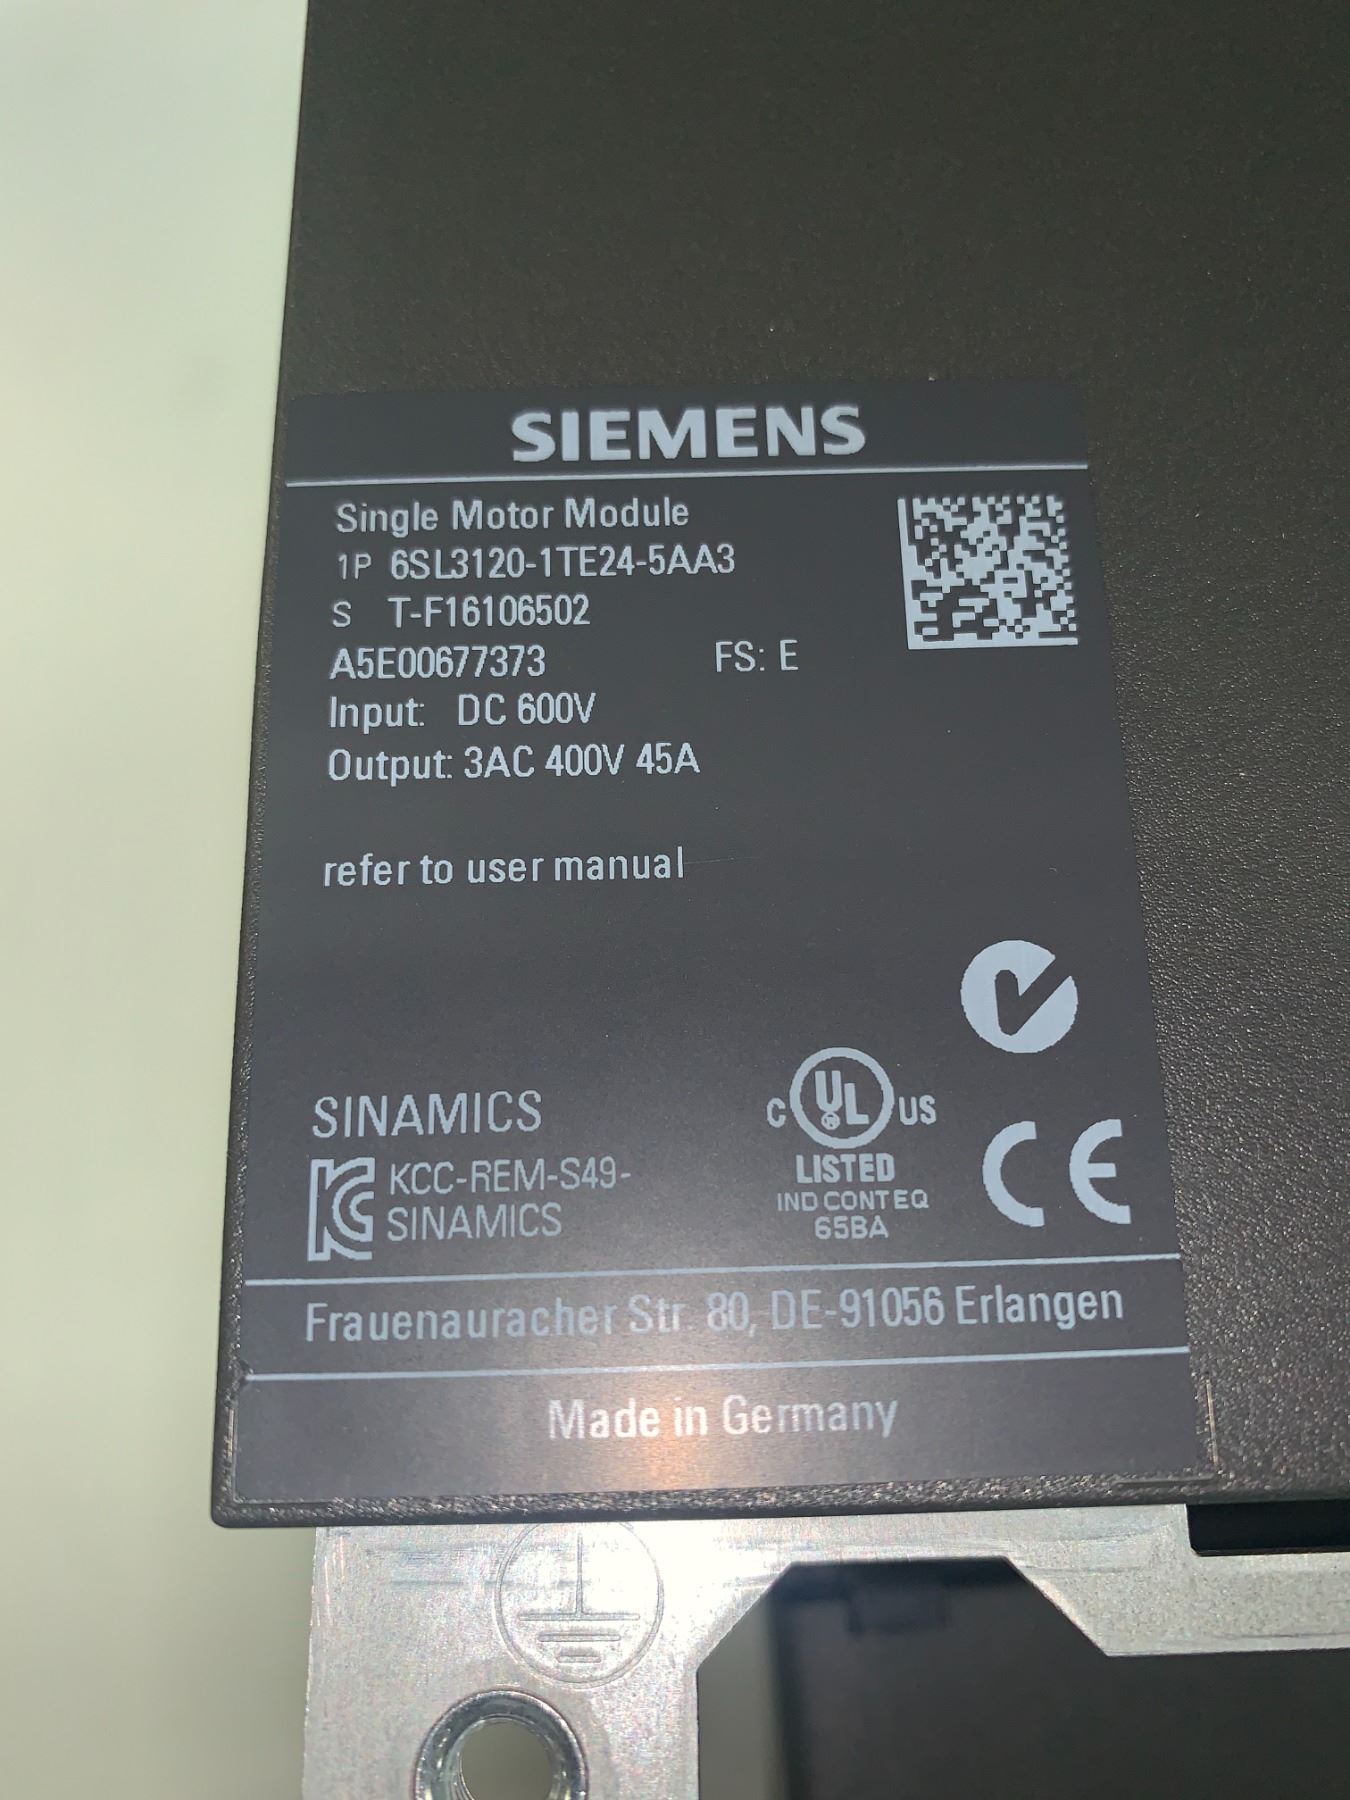 SIEMENS
Single Motor Module
1P 6SL3120-1TE24-5AA3
S T-F16106502
A5E00677373 FS: E
Input: DC 600V
Output: 3AC 400V 45A
refer to user manual
SINAMICS
KCC-REM-S49-
SINAMICS
C UL US
LISTED
IND CONT EQ
65BA
CE
Frauenauracher Str. 80, DE-91056 Erlangen
Made in Germany